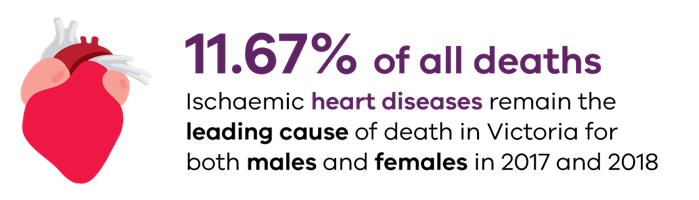 11.67% of all deaths
Ischaemic heart diseases remain the
leading cause of death in Victoria for
both males and females in 2017 and 2018